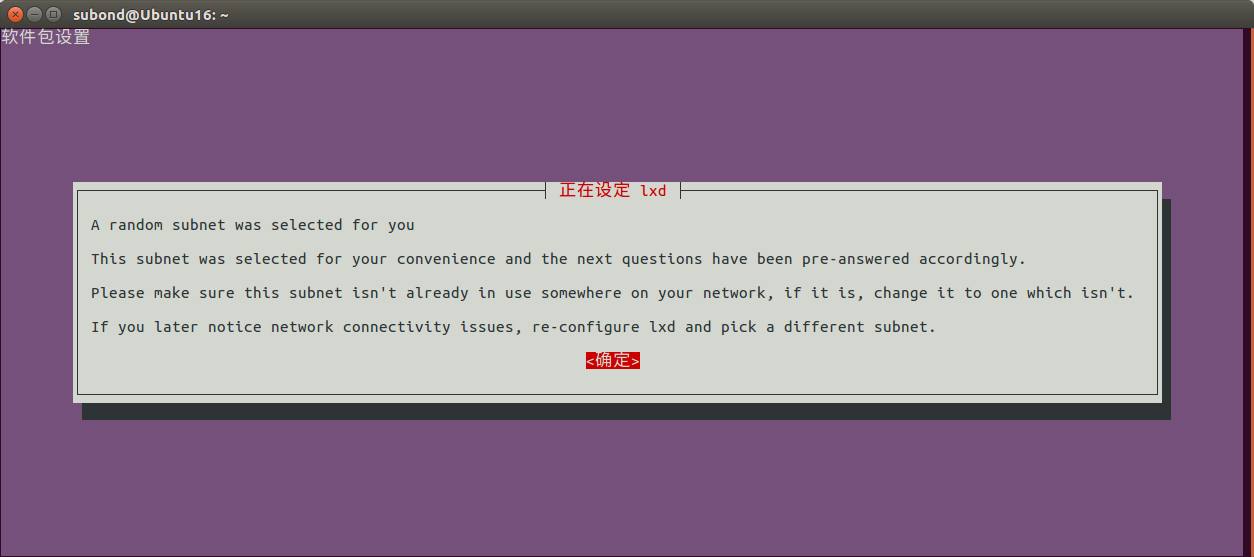 subond@Ubuntu16: ~
软件包设置
正在设定 lxd
A random subnet was selected for you
This subnet was selected for your convenience and the next questions have been pre-answered accordingly.
Please make sure this subnet isn't already in use somewhere on your network, if it is, change it to one which isn't.
If you later notice network connectivity issues, re-configure lxd and pick a different subnet.
<确定>